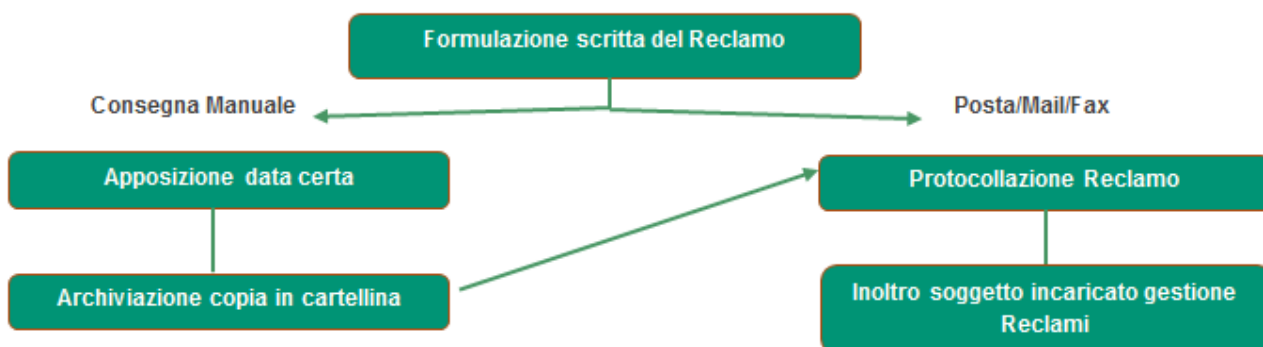 Formulazione scritta del Reclamo
Consegna Manuale
Posta/Mail/Fax
Apposizione data certa
Protocollazione Reclamo
Archiviazione copia in cartellina
Inoltro soggetto incaricato gestione
Reclami